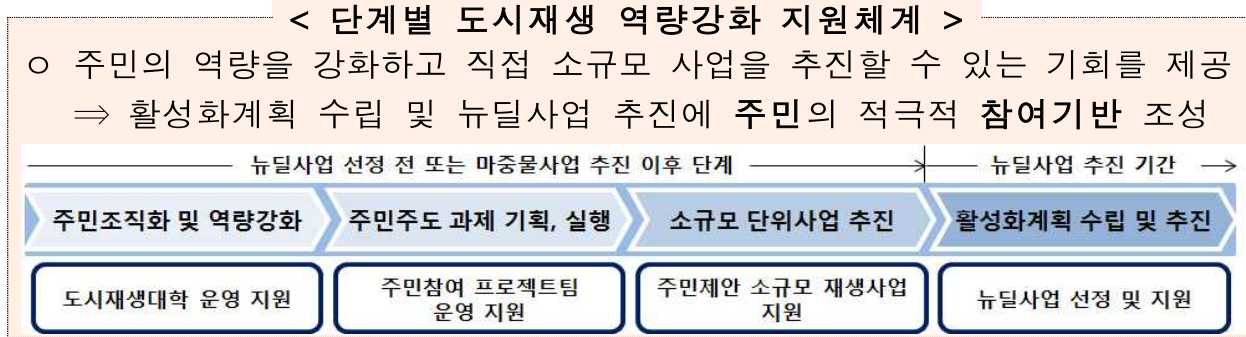 < 단계별 도시재생 역량강화 지원체계 >
ㅇ 주민의 역량을 강화하고 직접 소규모 사업을 추진할 수 있는 기회를 제공
⇒ 활성화계획 수립 및 뉴딜사업 추진에 주민의 적극적 참여기반 조성
뉴딜사업 선정 전 또는 마중물사업 추진 이후 단계
뉴딜사업 추진 기간
주민조직화 및 역량강화
주민주도 과제 기획, 실행
소규모 단위사업 추진
활성화계획 수립 및 추진
도시재생대학 운영 지원
주민참여 프로젝트팀
운영 지원
주민제안 소규모 재생사업
지원
뉴딜사업 선정 및 지원